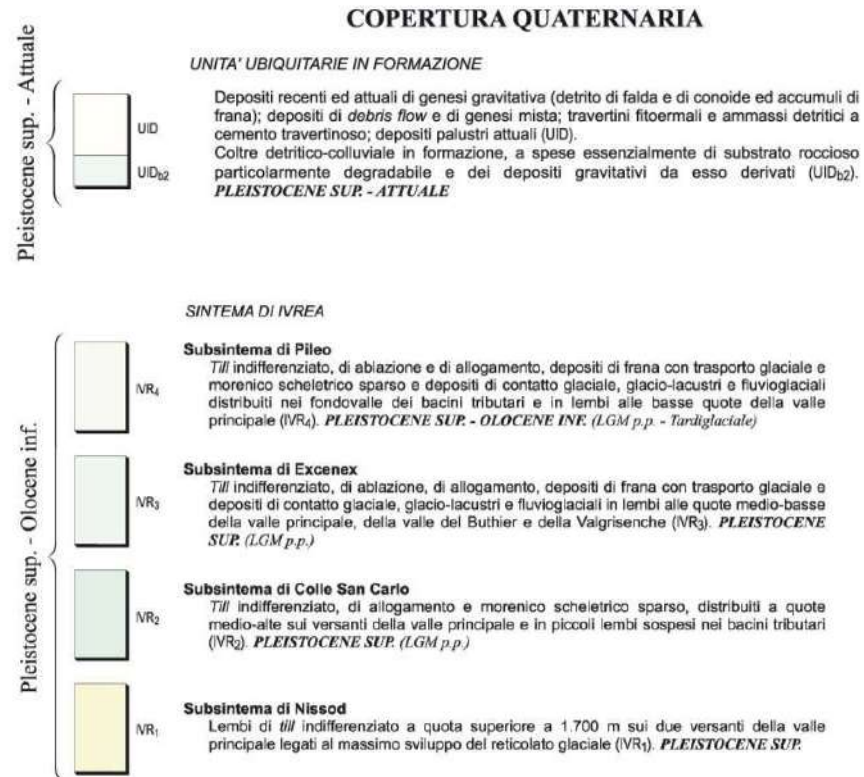 COPERTURA QUATERNARIA
UNITA' UBIQUITARIE IN FORMAZIONE
Pleistocene sup. - Attuale
UID
UIDb2
Depositi recenti ed attuali di genesi gravitativa (detrito di falda e di conoide ed accumuli di
frana); depositi di debris flow e di genesi mista; travertini fitoermali e ammassi detritici a
cemento travertinoso; depositi palustri attuali (UID).
Coltre detritico-colluviale in formazione, a spese essenzialmente di substrato roccioso
particolarmente degradabile e dei depositi gravitativi da esso derivati (UIDb2).
PLEISTOCENE SUP. - ATTUALE
SINTEMA DI IVREA
Pleistocene sup. - Olocene inf.
IVR4
Subsintema di Pileo
Till indifferenziato, di ablazione e di allogamento, depositi di frana con trasporto glaciale e
morenico scheletrico sparso e depositi di contatto glaciale, glacio-lacustri e fluvioglaciali
distribuiti nei fondovalle dei bacini tributari e in lembi alle basse quote della valle
principale (IVR4). PLEISTOCENE SUP. - OLOCENE INF. (LGM p.p. - Tardiglaciale)
IVR3
Subsintema di Excenex
Till indifferenziato, di ablazione, di allogamento, depositi di frana con trasporto glaciale e
depositi di contatto glaciale, glacio-lacustri e fluvioglaciali in lembi alle quote medio-basse
della valle principale, della valle del Buthier e della Valgrisenche (IVR3). PLEISTOCENE
SUP. (LGM p.p.)
IVR2
Subsintema di Colle San Carlo
Till indifferenziato, di allogamento e morenico scheletrico sparso, distribuiti a quote
medio-alte sui versanti della valle principale e in piccoli lembi sospesi nei bacini tributari
(IVR2). PLEISTOCENE SUP. (LGM p.p.)
IVR1
Subsintema di Nissod
Lembi di till indifferenziato a quota superiore a 1.700 m sui due versanti della valle
principale legati al massimo sviluppo del reticolato glaciale (IVR1). PLEISTOCENE SUP.